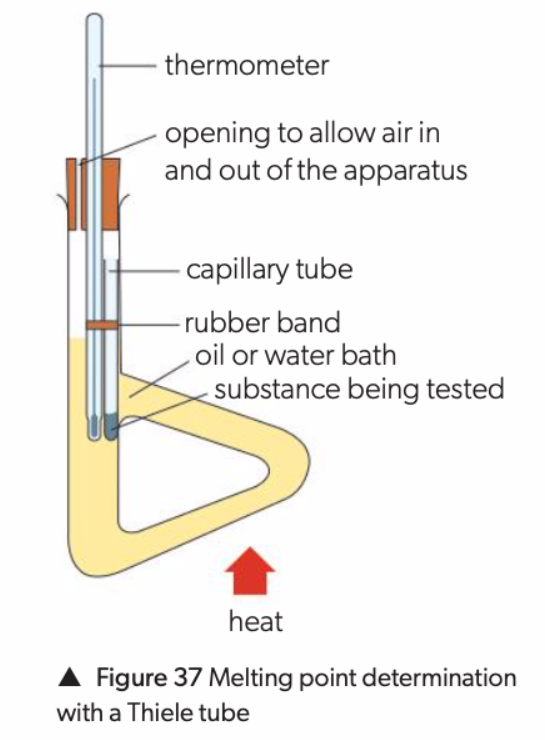 thermometer
opening to allow air in
and out of the apparatus
capillary tube
rubber band
oil or water bath
substance being tested
heat
▲ Figure 37 Melting point determination
with a Thiele tube